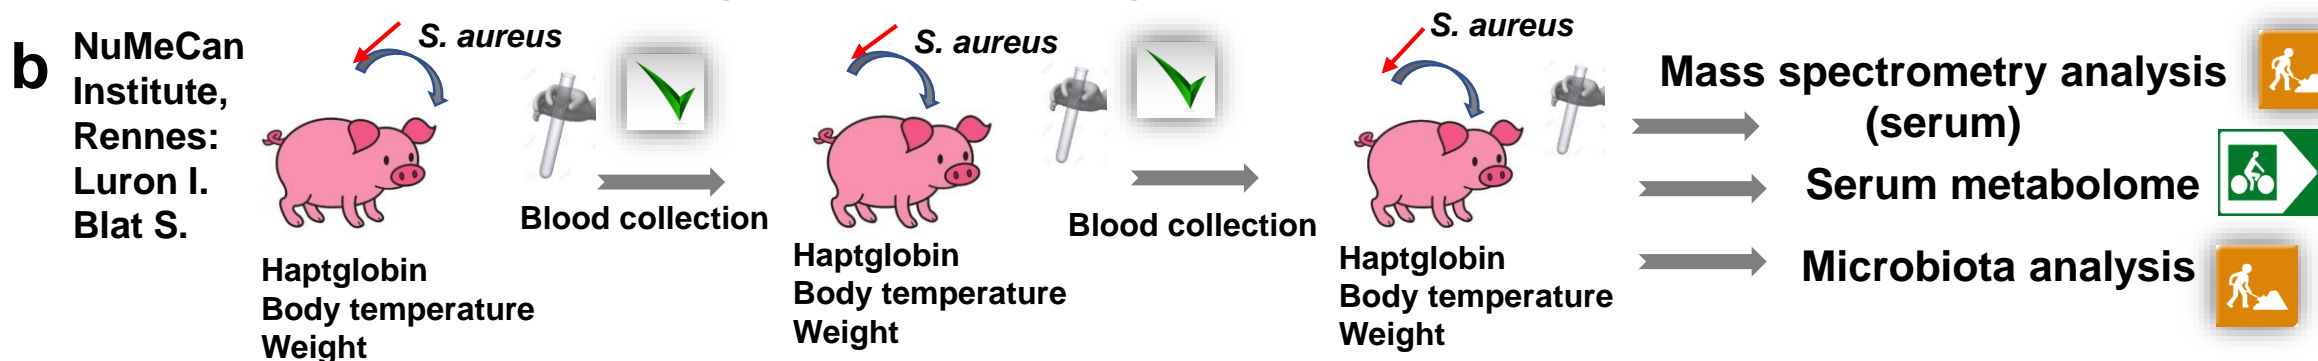 b
NuMeCan
Institute,
Rennes:
Luron I.
Blat S.
S. aureus
Blood collection
Haptglobin
Body temperature
Weight
S. aureus
Blood collection
Haptglobin
Body temperature
Weight
S. aureus
Haptglobin
Body temperature
Weight
Mass spectrometry analysis
(serum)
Serum metabolome
Microbiota analysis